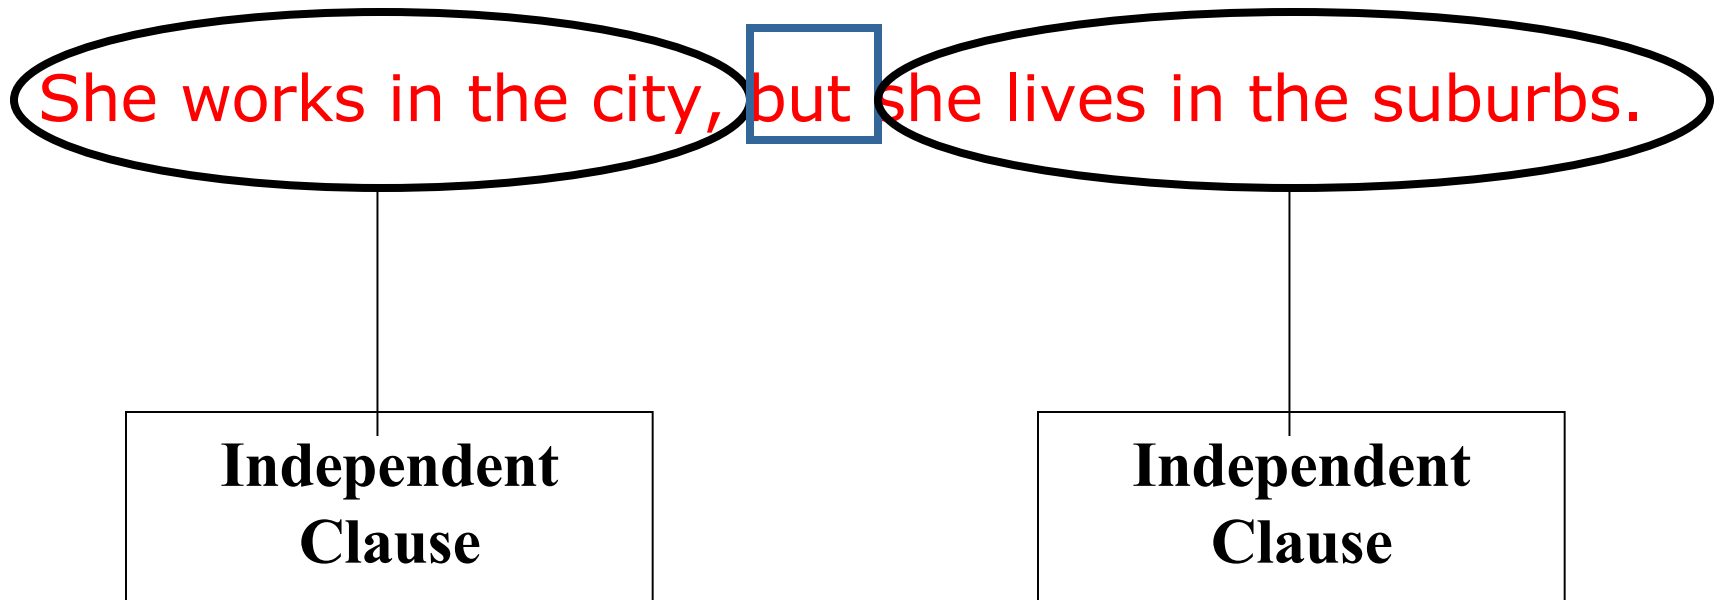 She works in the city, but she lives in the suburbs.
Independent
Clause
Independent
Clause